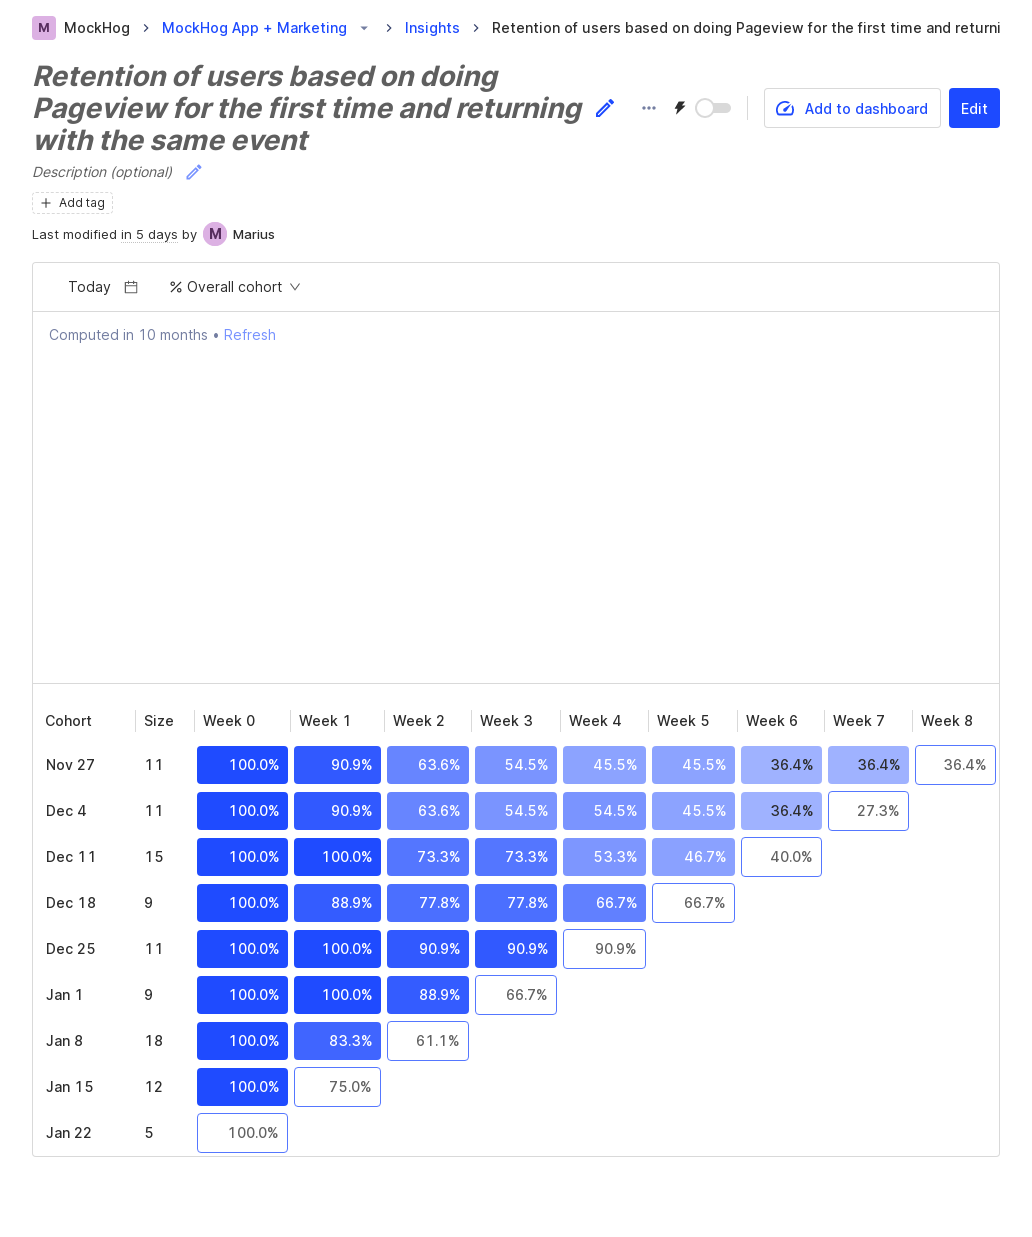 M MockHog MockHog App + Marketing Insights Retention of users based on doing Pageview for the first time and returni
Retention of users based on doing
Pageview for the first time and returning
with the same event
Add to dashboard Edit
Description (optional)
Add tag
Last modified in 5 days by M Marius
Today % Overall cohort
Computed in 10 months • Refresh
Cohort Size Week 0 Week 1 Week 2 Week 3 Week 4 Week 5 Week 6 Week 7 Week 8
Nov 27 11 100.0% 90.9% 63.6% 54.5% 45.5% 45.5% 36.4% 36.4% 36.4%
Dec 4 11 100.0% 90.9% 63.6% 54.5% 54.5% 45.5% 36.4% 27.3%
Dec 11 15 100.0% 100.0% 73.3% 73.3% 53.3% 46.7% 40.0%
Dec 18 9 100.0% 88.9% 77.8% 77.8% 66.7% 66.7%
Dec 25 11 100.0% 100.0% 90.9% 90.9% 90.9%
Jan 1 9 100.0% 100.0% 88.9% 66.7%
Jan 8 18 100.0% 83.3% 61.1%
Jan 15 12 100.0% 75.0%
Jan 22 5 100.0%